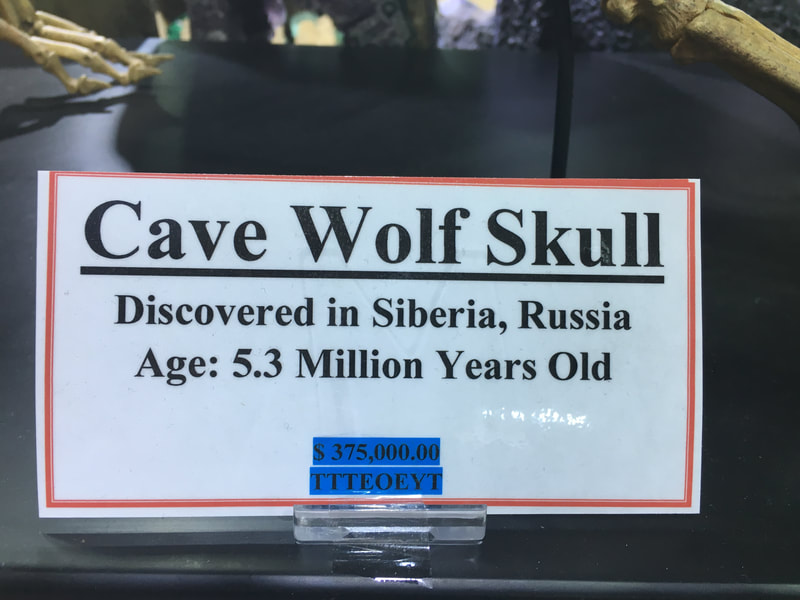 Cave Wolf Skull
Discovered in Siberia, Russia
Age: 5.3 Million Years Old
$ 375,000.00
TTTEOEYT